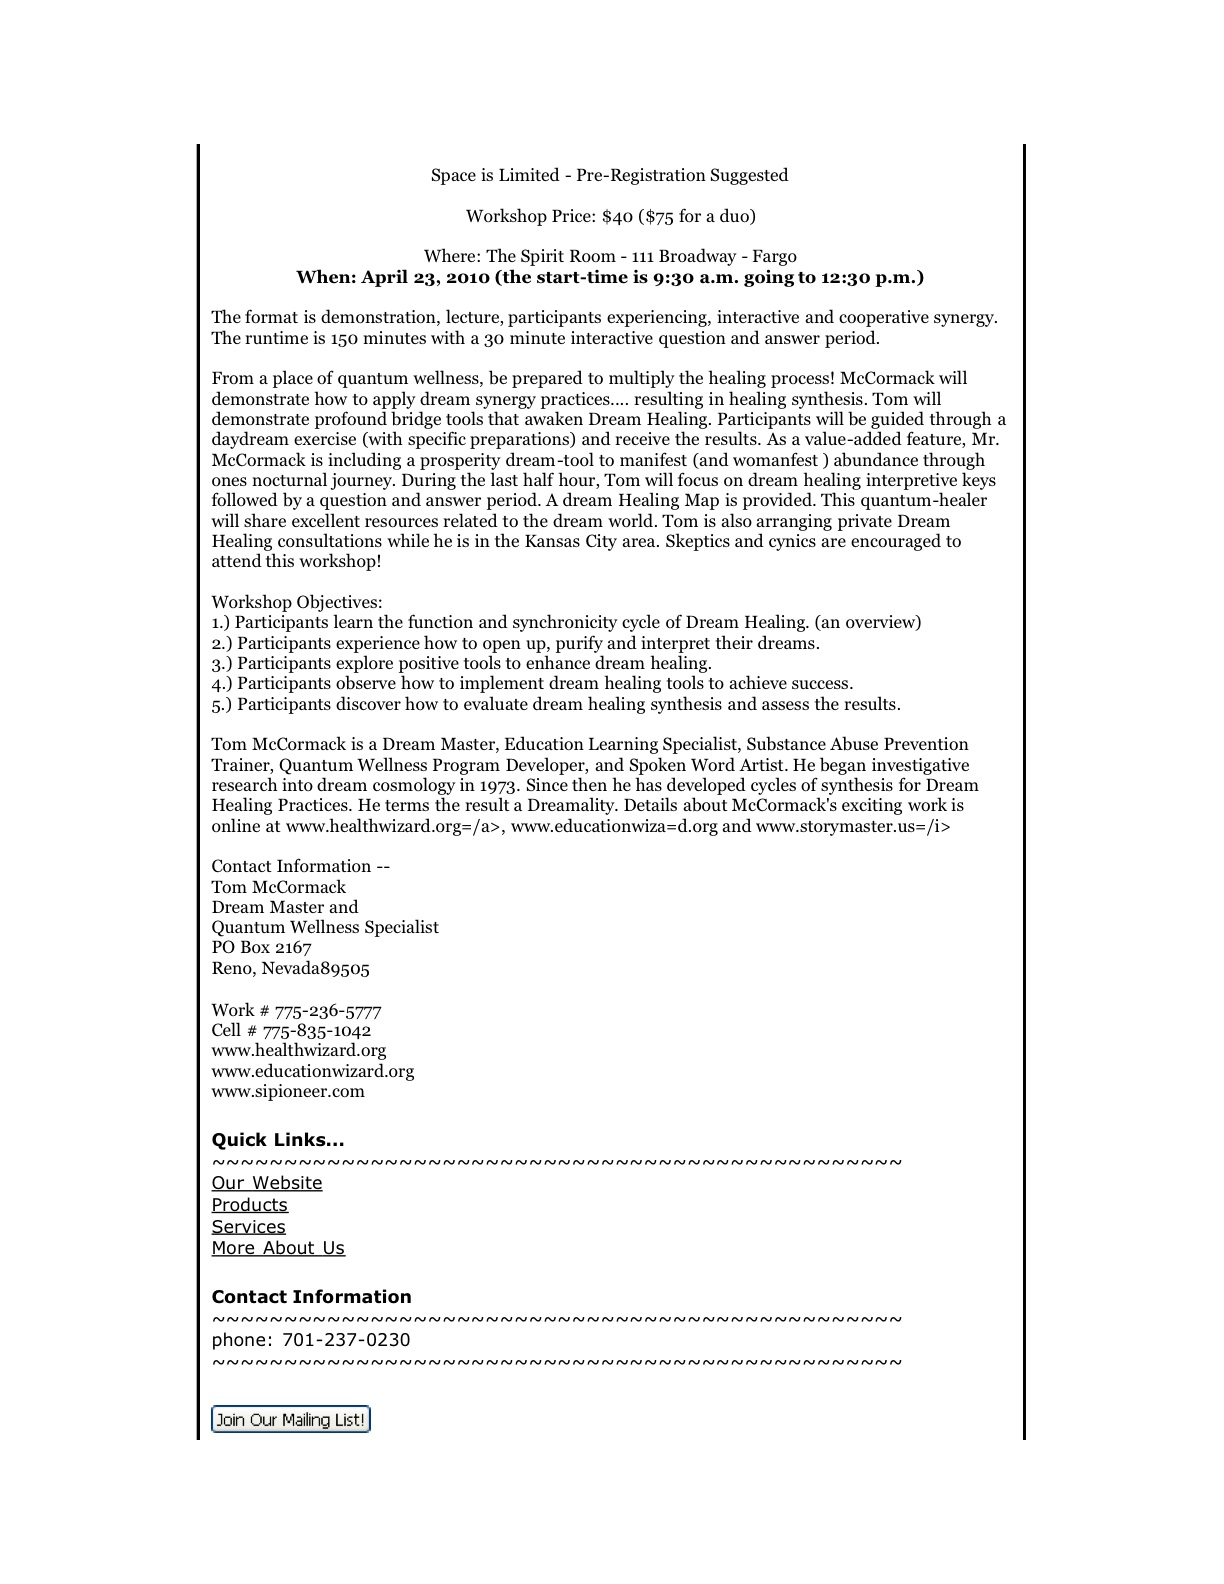 Space is Limited - Pre-Registration Suggested
Workshop Price: $40 ($75 for a duo)
Where: The Spirit Room - 111 Broadway - Fargo
When: April 23, 2010 (the start-time is 9:30 a.m. going to 12:30 p.m.)
The format is demonstration, lecture, participants experiencing, interactive and cooperative synergy.
The runtime is 150 minutes with a 30 minute interactive question and answer period.
From a place of quantum wellness, be prepared to multiply the healing process! McCormack will
demonstrate how to apply dream synergy practices.... resulting in healing synthesis. Tom will
demonstrate profound bridge tools that awaken Dream Healing. Participants will be guided through a
daydream exercise (with specific preparations) and receive the results. As a value-added feature, Mr.
McCormack is including a prosperity dream-tool to manifest (and womanfest ) abundance through
ones nocturnal journey. During the last half hour, Tom will focus on dream healing interpretive keys
followed by a question and answer period. A dream Healing Map is provided. This quantum-healer
will share excellent resources related to the dream world. Tom is also arranging private Dream
Healing consultations while he is in the Kansas City area. Skeptics and cynics are encouraged to
attend this workshop!
Workshop Objectives:
1.) Participants learn the function and synchronicity cycle of Dream Healing. (an overview)
2.) Participants experience how to open up, purify and interpret their dreams.
3.) Participants explore positive tools to enhance dream healing.
4.) Participants observe how to implement dream healing tools to achieve success.
5.) Participants discover how to evaluate dream healing synthesis and assess the results.
Tom McCormack is a Dream Master, Education Learning Specialist, Substance Abuse Prevention
Trainer, Quantum Wellness Program Developer, and Spoken Word Artist. He began investigative
research into dream cosmology in 1973. Since then he has developed cycles of synthesis for Dream
Healing Practices. He terms the result a Dreamality. Details about McCormack's exciting work is
online at www.healthwizard.org=/a>, www.educationwiza=d.org and www.storymaster.us=/i>
Contact Information --
Tom McCormack
Dream Master and
Quantum Wellness Specialist
PO Box 2167
Reno, Nevada89505
Work # 775-236-5777
Cell # 775-835-1042
www.healthwizard.org
www.educationwizard.org
www.sipioneer.com
Quick Links...
~~~~~~~~~~~~~~~~~~~~~~~~~~~~~~~~~~~~~~~~~~~~~~~~
Our Website
Products
Services
More About Us
Contact Information
~~~~~~~~~~~~~~~~~~~~~~~~~~~~~~~~~~~~~~~~~~~~~~~~
phone: 701-237-0230
~~~~~~~~~~~~~~~~~~~~~~~~~~~~~~~~~~~~~~~~~~~~~~~~
Join Our Mailing List!